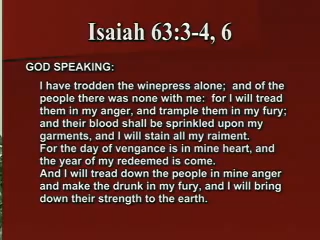 Isaiah 63:3-4, 6
GOD SPEAKING:
I have trodden the winepress alone; and of the
people there was none with me: for I will tread
them in my anger, and trample them in my fury;
and their blood shall be sprinkled upon my
garments, and I will stain all my raiment.
For the day of vengance is in mine heart, and
the year of my redeemed is come.
And I will tread down the people in mine anger
and make the drunk in my fury, and I will bring
down their strength to the earth.